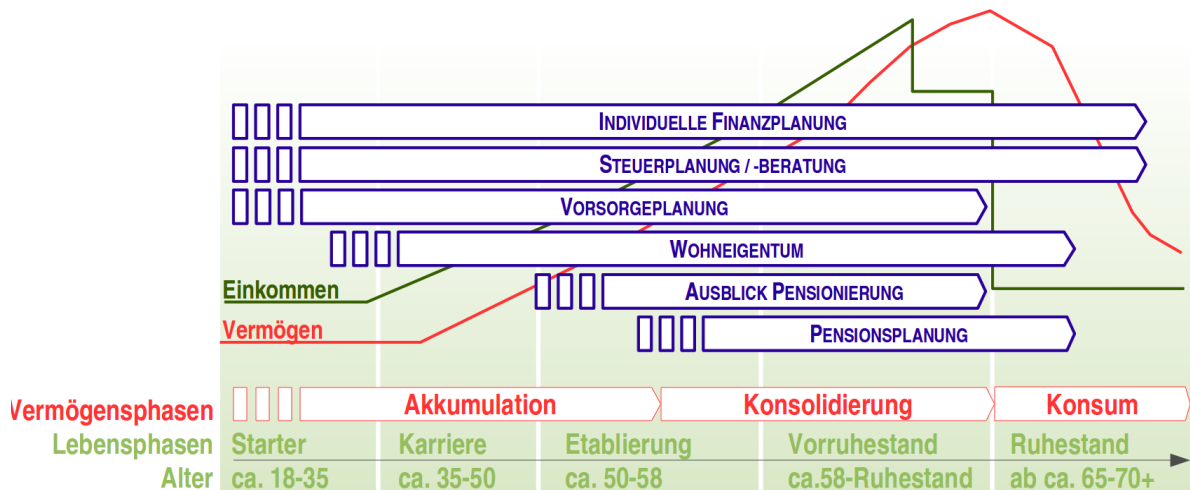 INDIVIDUELLE FINANZPLANUNG
STEUERPLANUNG / -BERATUNG
VORSORGEPLANUNG
WOHNEIGENTUM
Einkommen
AUSBLICK PENSIONIERUNG
Vermögen
PENSIONSPLANUNG
Vermögensphasen Akkumulation Konsolidierung Konsum
Lebensphasen Starter Karriere Etablierung Vorruhestand Ruhestand
Alter ca. 18-35 ca. 35-50 ca. 50-58 ca.58-Ruhestand ab ca. 65-70+